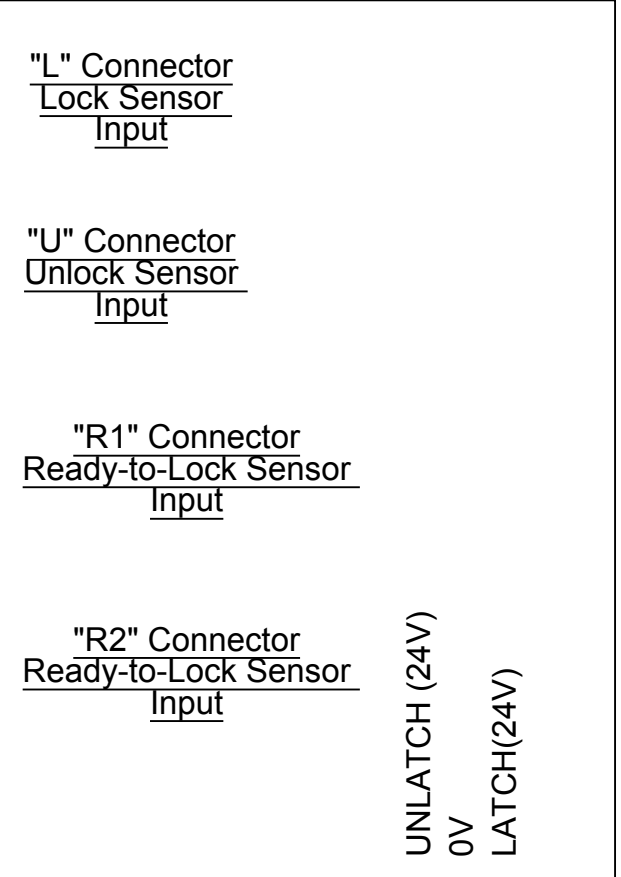 "L" Connector
Lock Sensor
Input
"U" Connector
Unlock Sensor
Input
"R1" Connector
Ready-to-Lock Sensor
Input
"R2" Connector
Ready-to-Lock Sensor
Input
UNLATCH (24V)
0V
LATCH(24V)